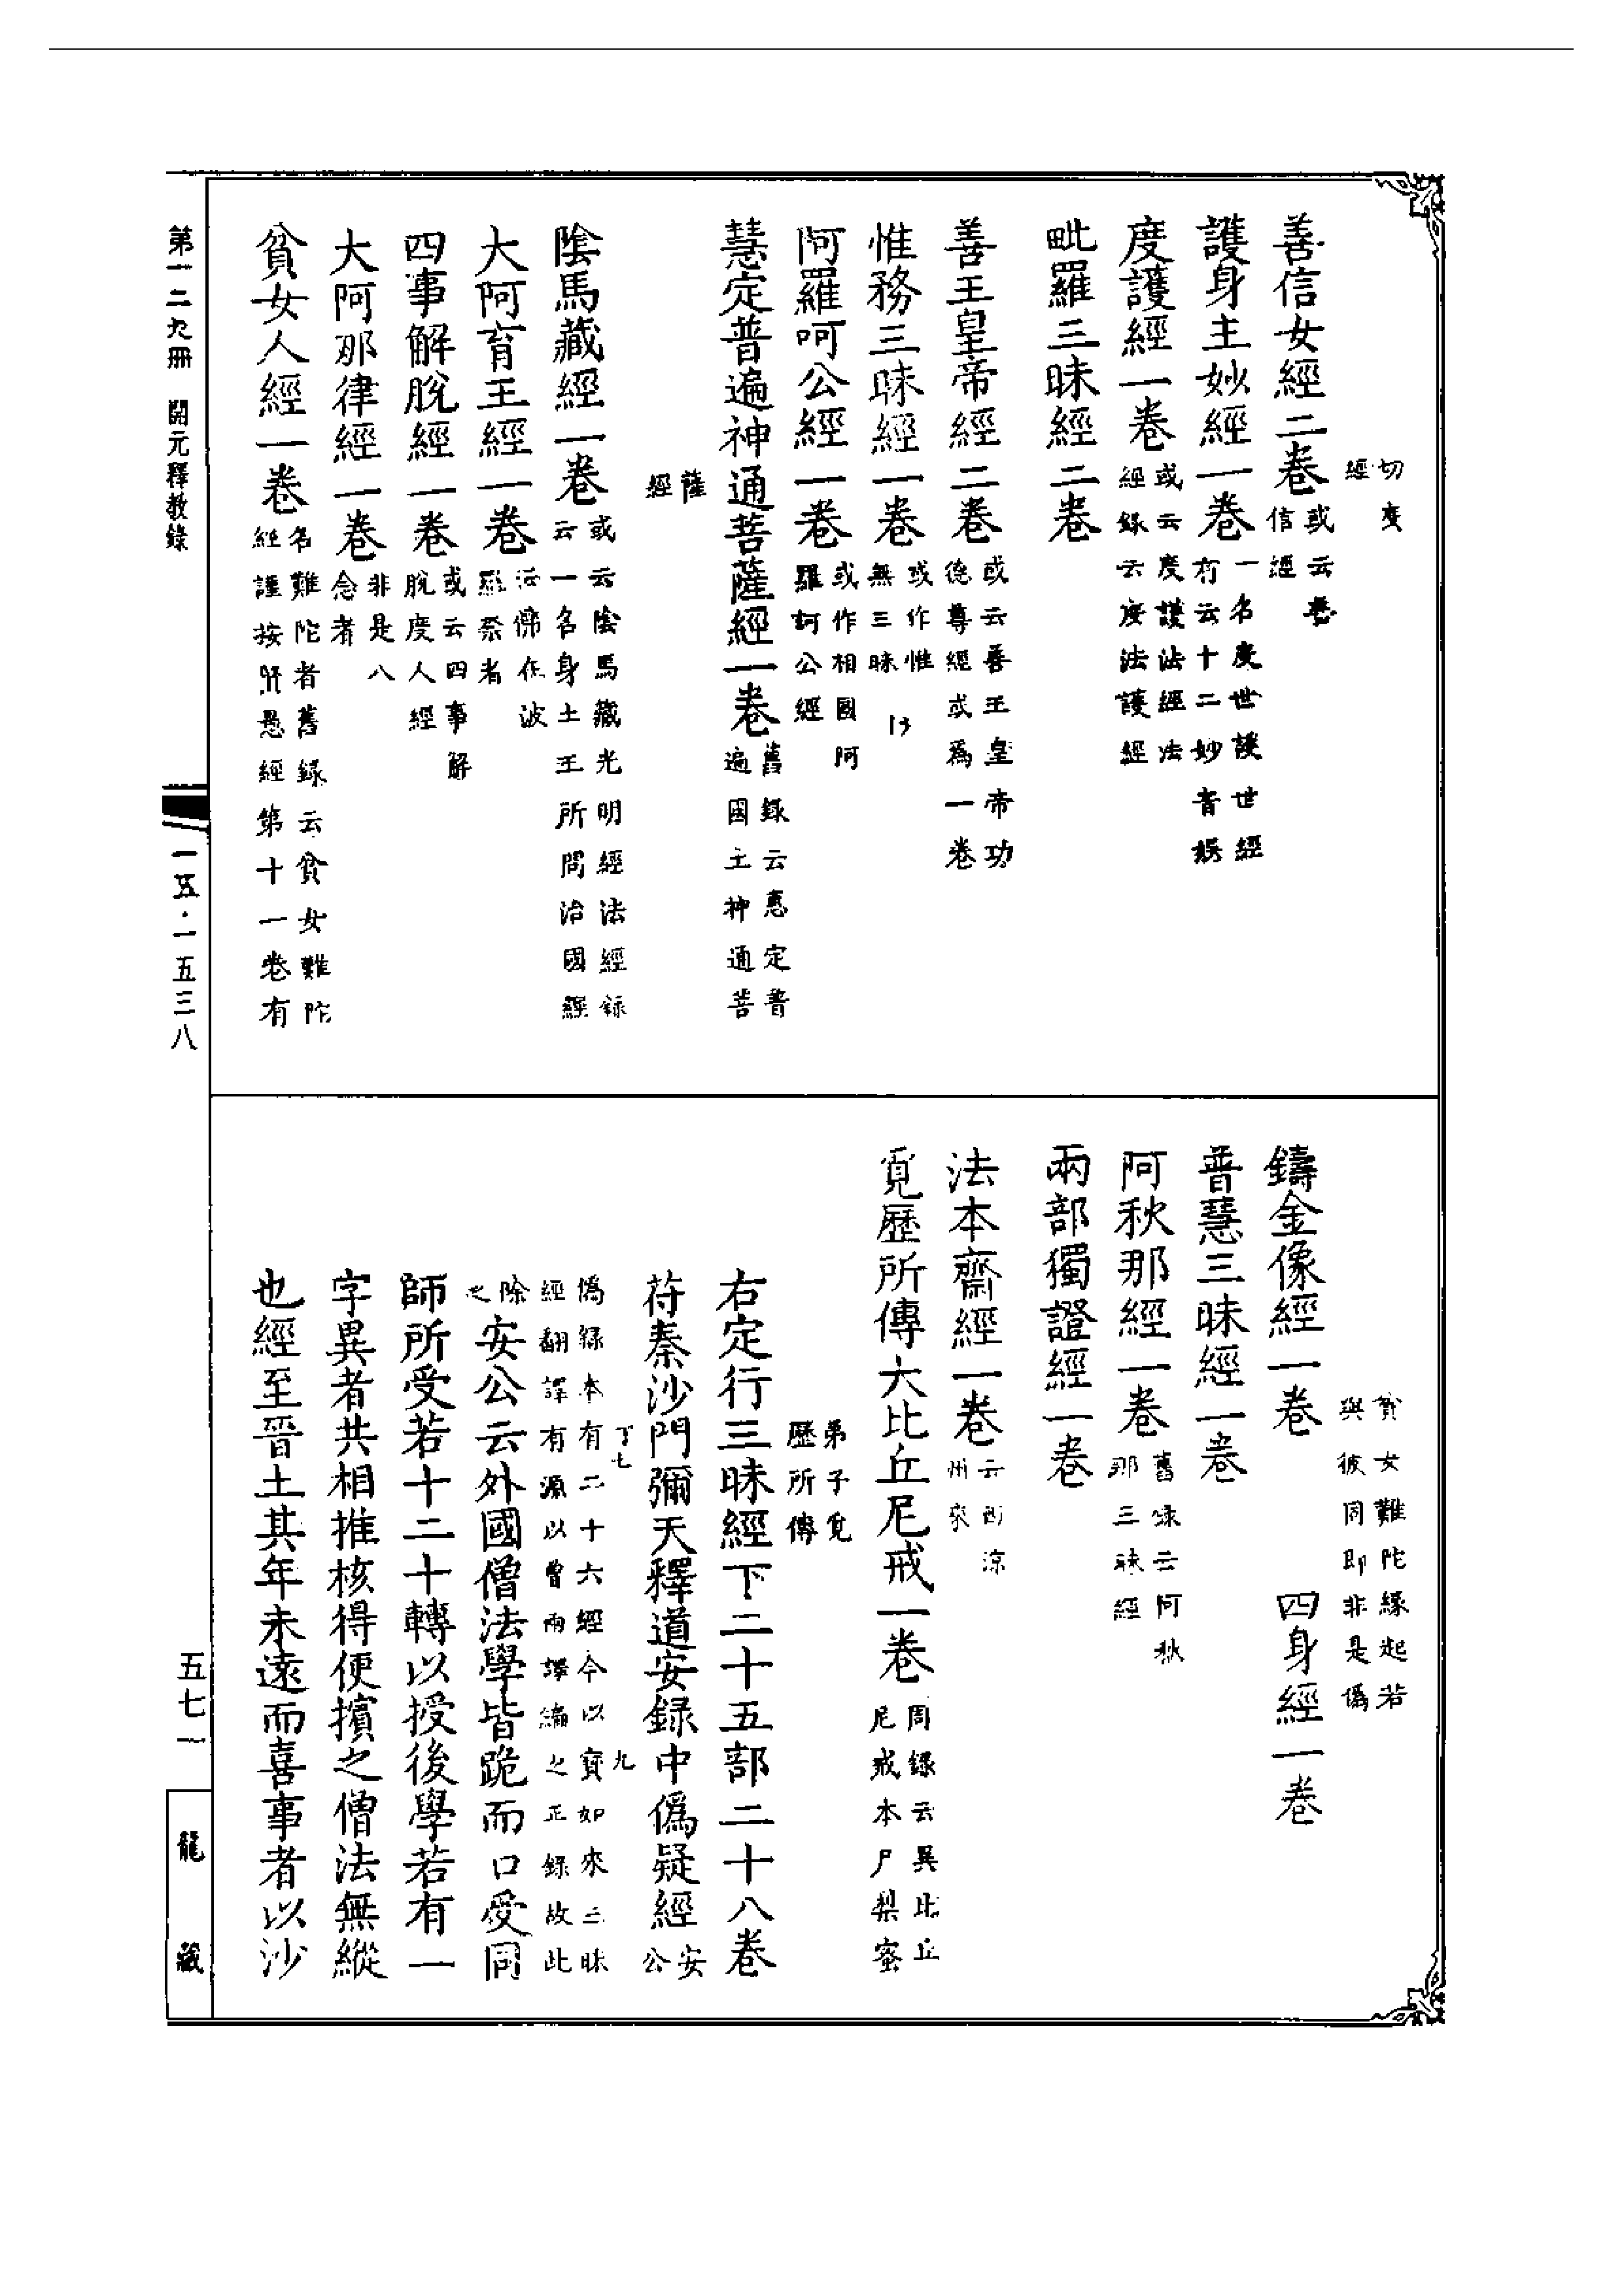 切度
經
善信女經二卷或云善
信經
護身主妙經一卷一名度世護世經
有云十二妙音娛
度護經一卷或云度護法經法
經錄云度法護經
毗羅三昧經二卷
善王皇帝經二卷或云善王皇帝功
德尊經或爲一卷
惟務三昧經一卷或作惟
無三昧
阿羅呵公經一卷或作相國阿
羅訶公經
慧定普遍神通菩薩經一卷舊錄云惠定普
遍國土神通菩
薩
經
陰馬藏經一卷或云陰馬藏光明經法經錄
云一名身土王所問治國經
大阿育王經一卷云佛在波
羅柰者
四事解脫經一卷或云四事解
脫度人經
大阿那律經一卷非是八
念者
貧女人經一卷名難陀者舊錄云貧女難陀
經謹按賢愚經第十一卷有
貧女難陀緣起若
與彼同即非是僞
鑄金像經一卷 四身經一卷
普慧三昧經一卷
阿秋那經一卷舊錄云阿秋
那三昧經
兩部獨證經一卷
法本齋經一卷云西涼
州來
覓歷所傳大比丘尼戒一卷周錄云異比丘
尼戒本尸梨蜜
弟子覓
歷所傳
右定行三昧經下二十五部二十八卷
苻秦沙門彌天釋道安錄中僞疑經安
公
丁七
九
僞錄本有二十六經今以寶如來三昧
經翻譯有源以曾兩譯編之正錄故此
除
之安公云外國僧法學皆跪而口受同
師所受若十二十轉以授後學若有一
字異者共相推核得便擯之僧法無縱
也經至晉土其年未遠而喜事者以沙
第一二九冊 開元釋教錄
一五·一五三八
五七一
龍藏